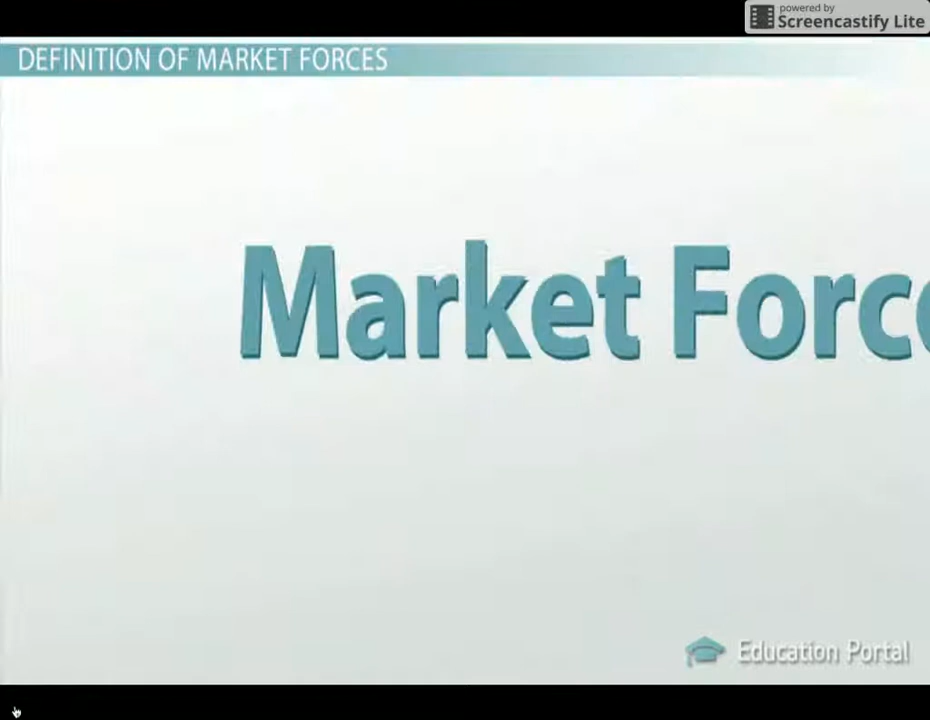 powered by
Screencastify Lite
DEFINITION OF MARKET FORCES
Market Forc
Education Portal